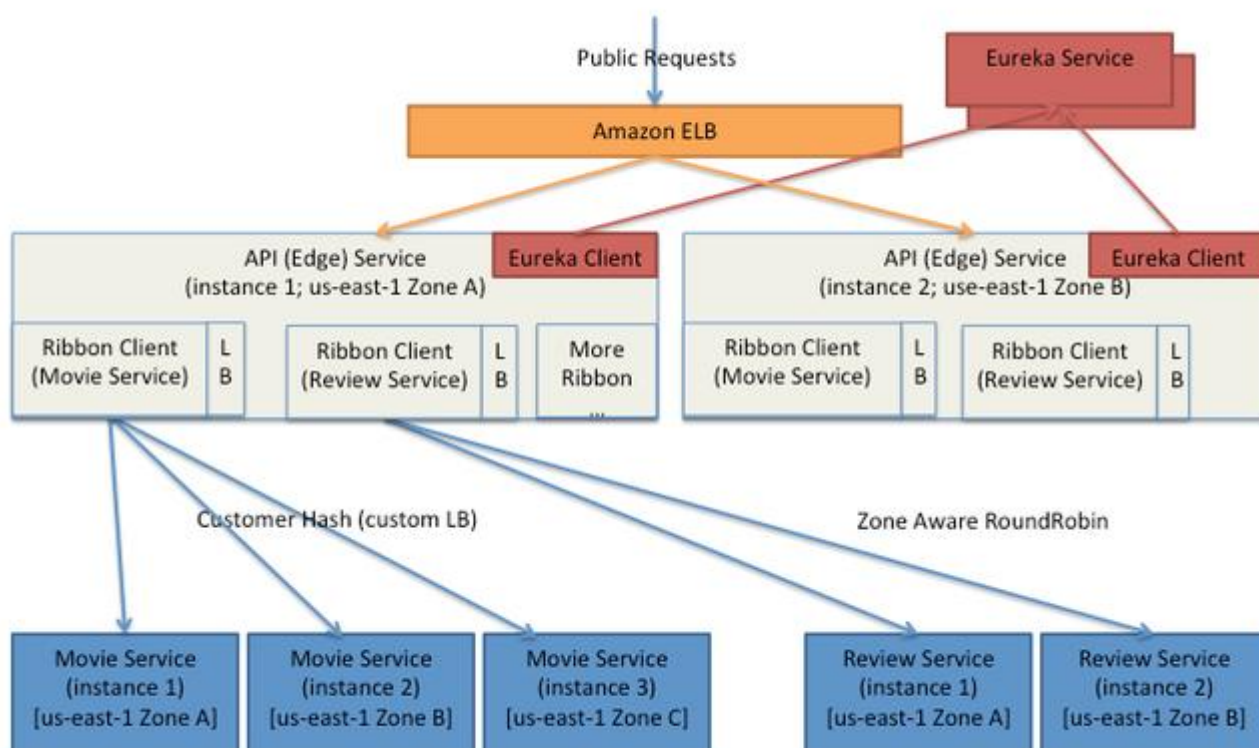 Public Requests
Eureka Service
Amazon ELB
API (Edge) Service
(instance 1; us-east-1 Zone A)
Eureka Client
API (Edge) Service
(instance 2; use-east-1 Zone B)
Eureka Client
Ribbon Client
(Movie Service)
L
B
Ribbon Client
(Review Service)
L
B
More
Ribbon
...
Ribbon Client
(Movie Service)
L
B
Ribbon Client
(Review Service)
L
B
Customer Hash (custom LB)
Zone Aware RoundRobin
Movie Service
(instance 1)
[us-east-1 Zone A]
Movie Service
(instance 2)
[us-east-1 Zone B]
Movie Service
(instance 3)
[us-east-1 Zone C]
Review Service
(instance 1)
[us-east-1 Zone A]
Review Service
(instance 2)
[us-east-1 Zone B]